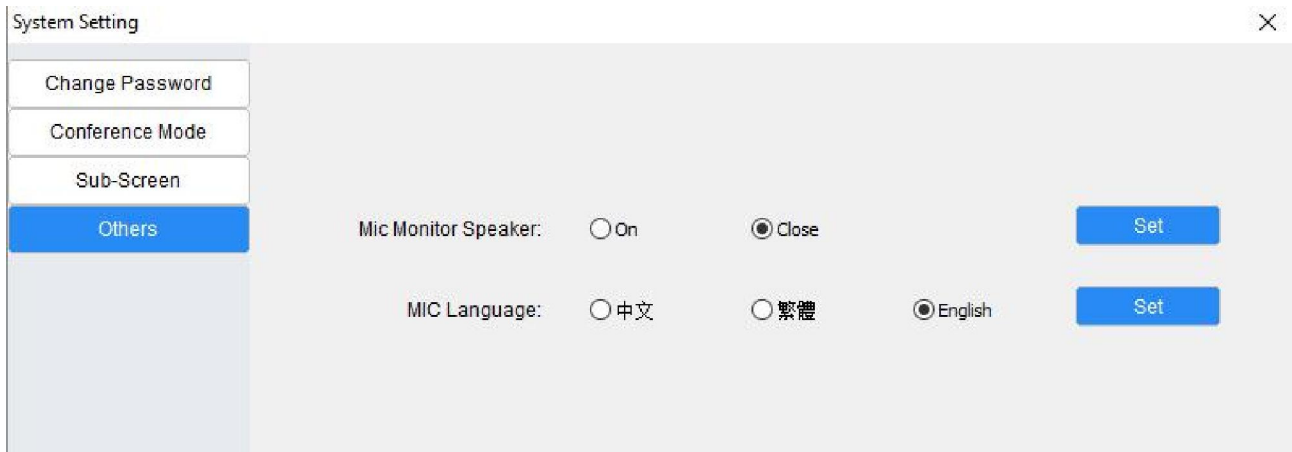 System Setting
Change Password
Conference Mode
Sub-Screen
Others
Mic Monitor Speaker: On Close Set
MIC Language: 中文 繁體 English Set